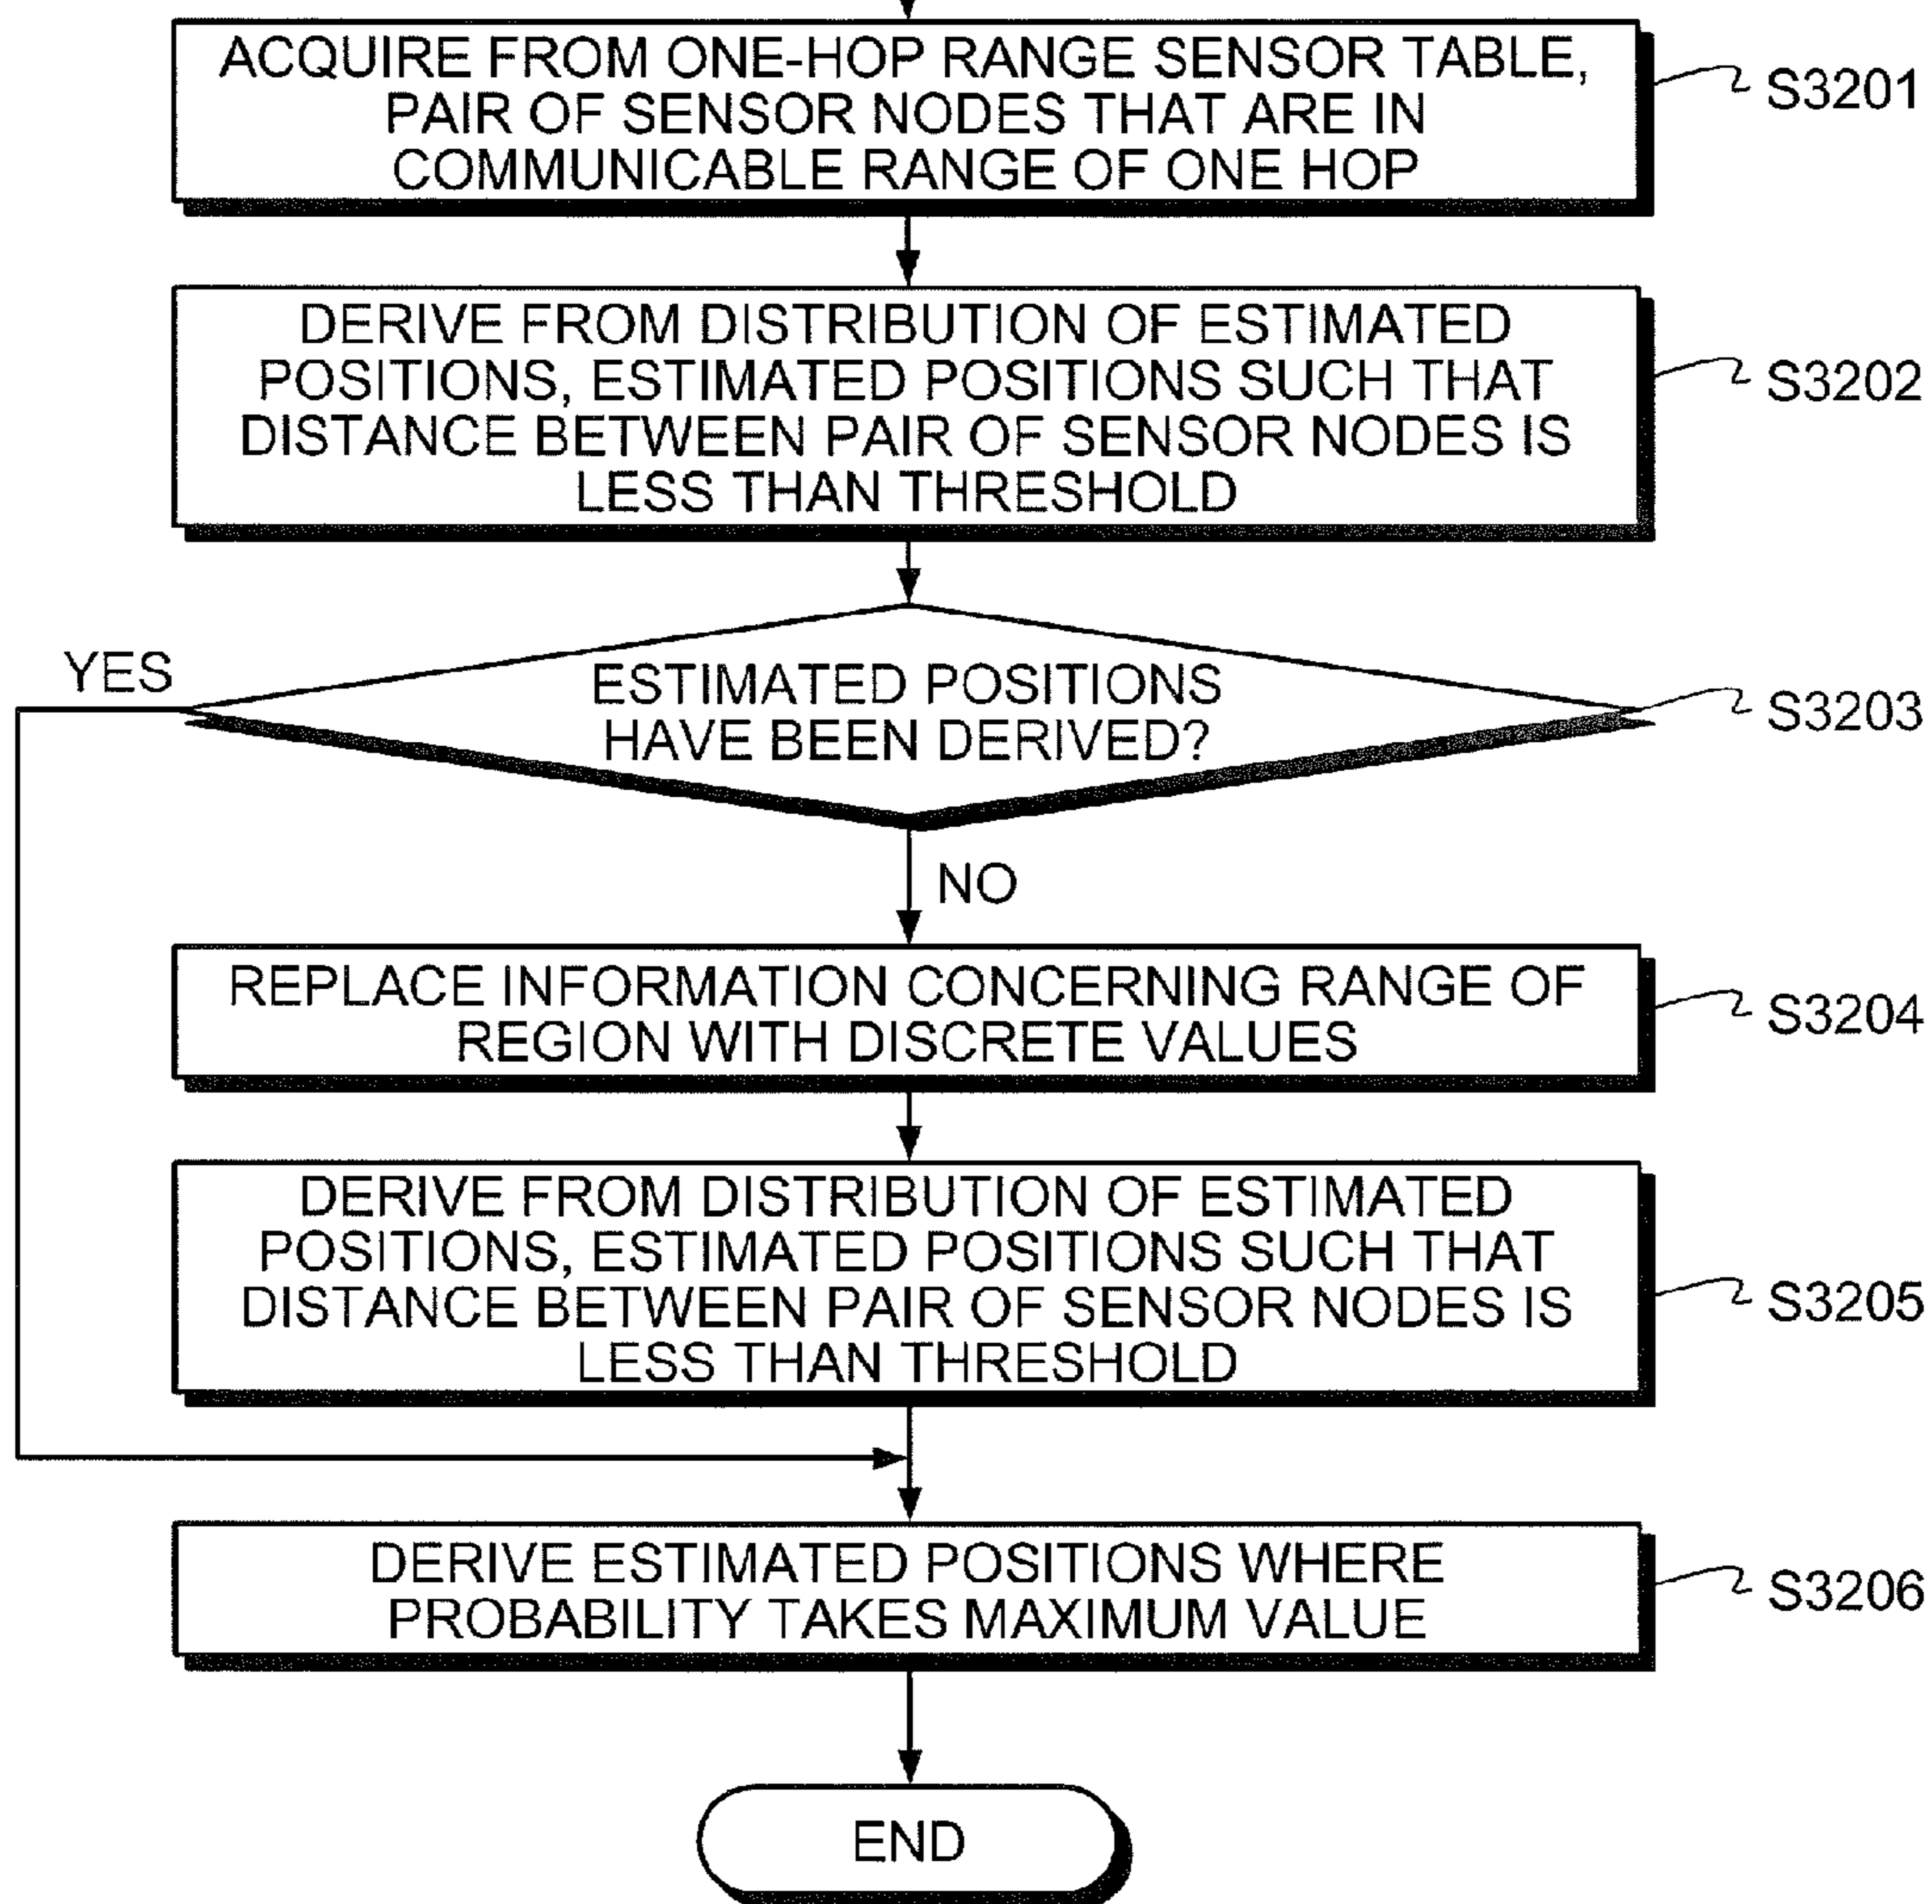 ACQUIRE FROM ONE-HOP RANGE SENSOR TABLE,
PAIR OF SENSOR NODES THAT ARE IN
COMMUNICABLE RANGE OF ONE HOP
S3201
DERIVE FROM DISTRIBUTION OF ESTIMATED
POSITIONS, ESTIMATED POSITIONS SUCH THAT
DISTANCE BETWEEN PAIR OF SENSOR NODES IS
LESS THAN THRESHOLD
S3202
YES
ESTIMATED POSITIONS
HAVE BEEN DERIVED?
S3203
NO
REPLACE INFORMATION CONCERNING RANGE OF
REGION WITH DISCRETE VALUES
S3204
DERIVE FROM DISTRIBUTION OF ESTIMATED
POSITIONS, ESTIMATED POSITIONS SUCH THAT
DISTANCE BETWEEN PAIR OF SENSOR NODES IS
LESS THAN THRESHOLD
S3205
DERIVE ESTIMATED POSITIONS WHERE
PROBABILITY TAKES MAXIMUM VALUE
S3206
END